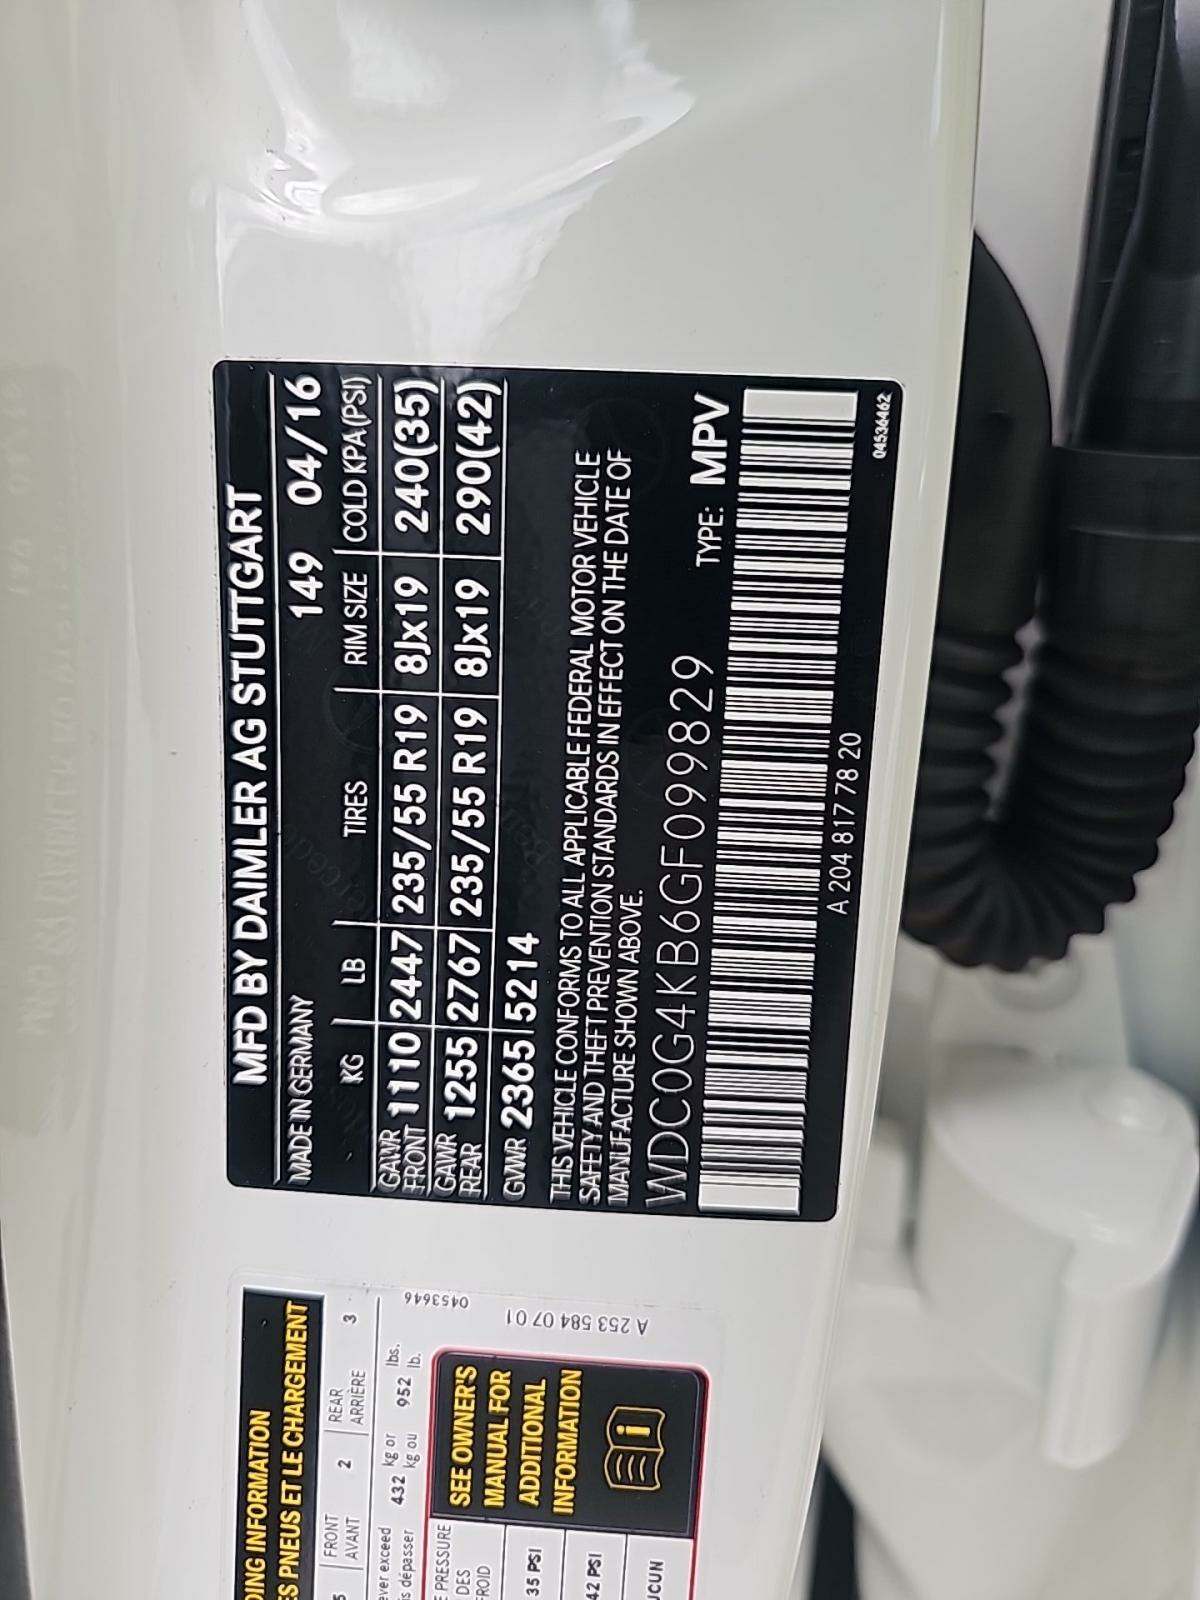 MFD BY DAIMLER AG STUTTGART
MADE IN GERMANY 149 04/16
KG LB TIRES RIM SIZE COLD KPA(PSI)
GAWR FRONT 1110 2447 235/55 R19 8Jx19 240(35)
GAWR REAR 1255 2767 235/55 R19 8Jx19 290(42)
GVWR 2365 5214
THIS VEHICLE CONFORMS TO ALL APPLICABLE FEDERAL MOTOR VEHICLE
SAFETY AND THEFT PREVENTION STANDARDS IN EFFECT ON THE DATE OF
MANUFACTURE SHOWN ABOVE.
WDC0G4KB6GF099829 TYPE: MPV
A 204 817 78 20
04536462
DING INFORMATION
ES PNEUS ET LE CHARGEMENT
5 FRONT AVANT 2 REAR ARRIÈRE 3
ever exceed 432 kg or 952 lbs.
is dépasser kg ou lb.
E PRESSURE
DES
FROID
35 PSI
42 PSI
UCUN
SEE OWNER'S
MANUAL FOR
ADDITIONAL
INFORMATION
0453646
A 253 584 07 01